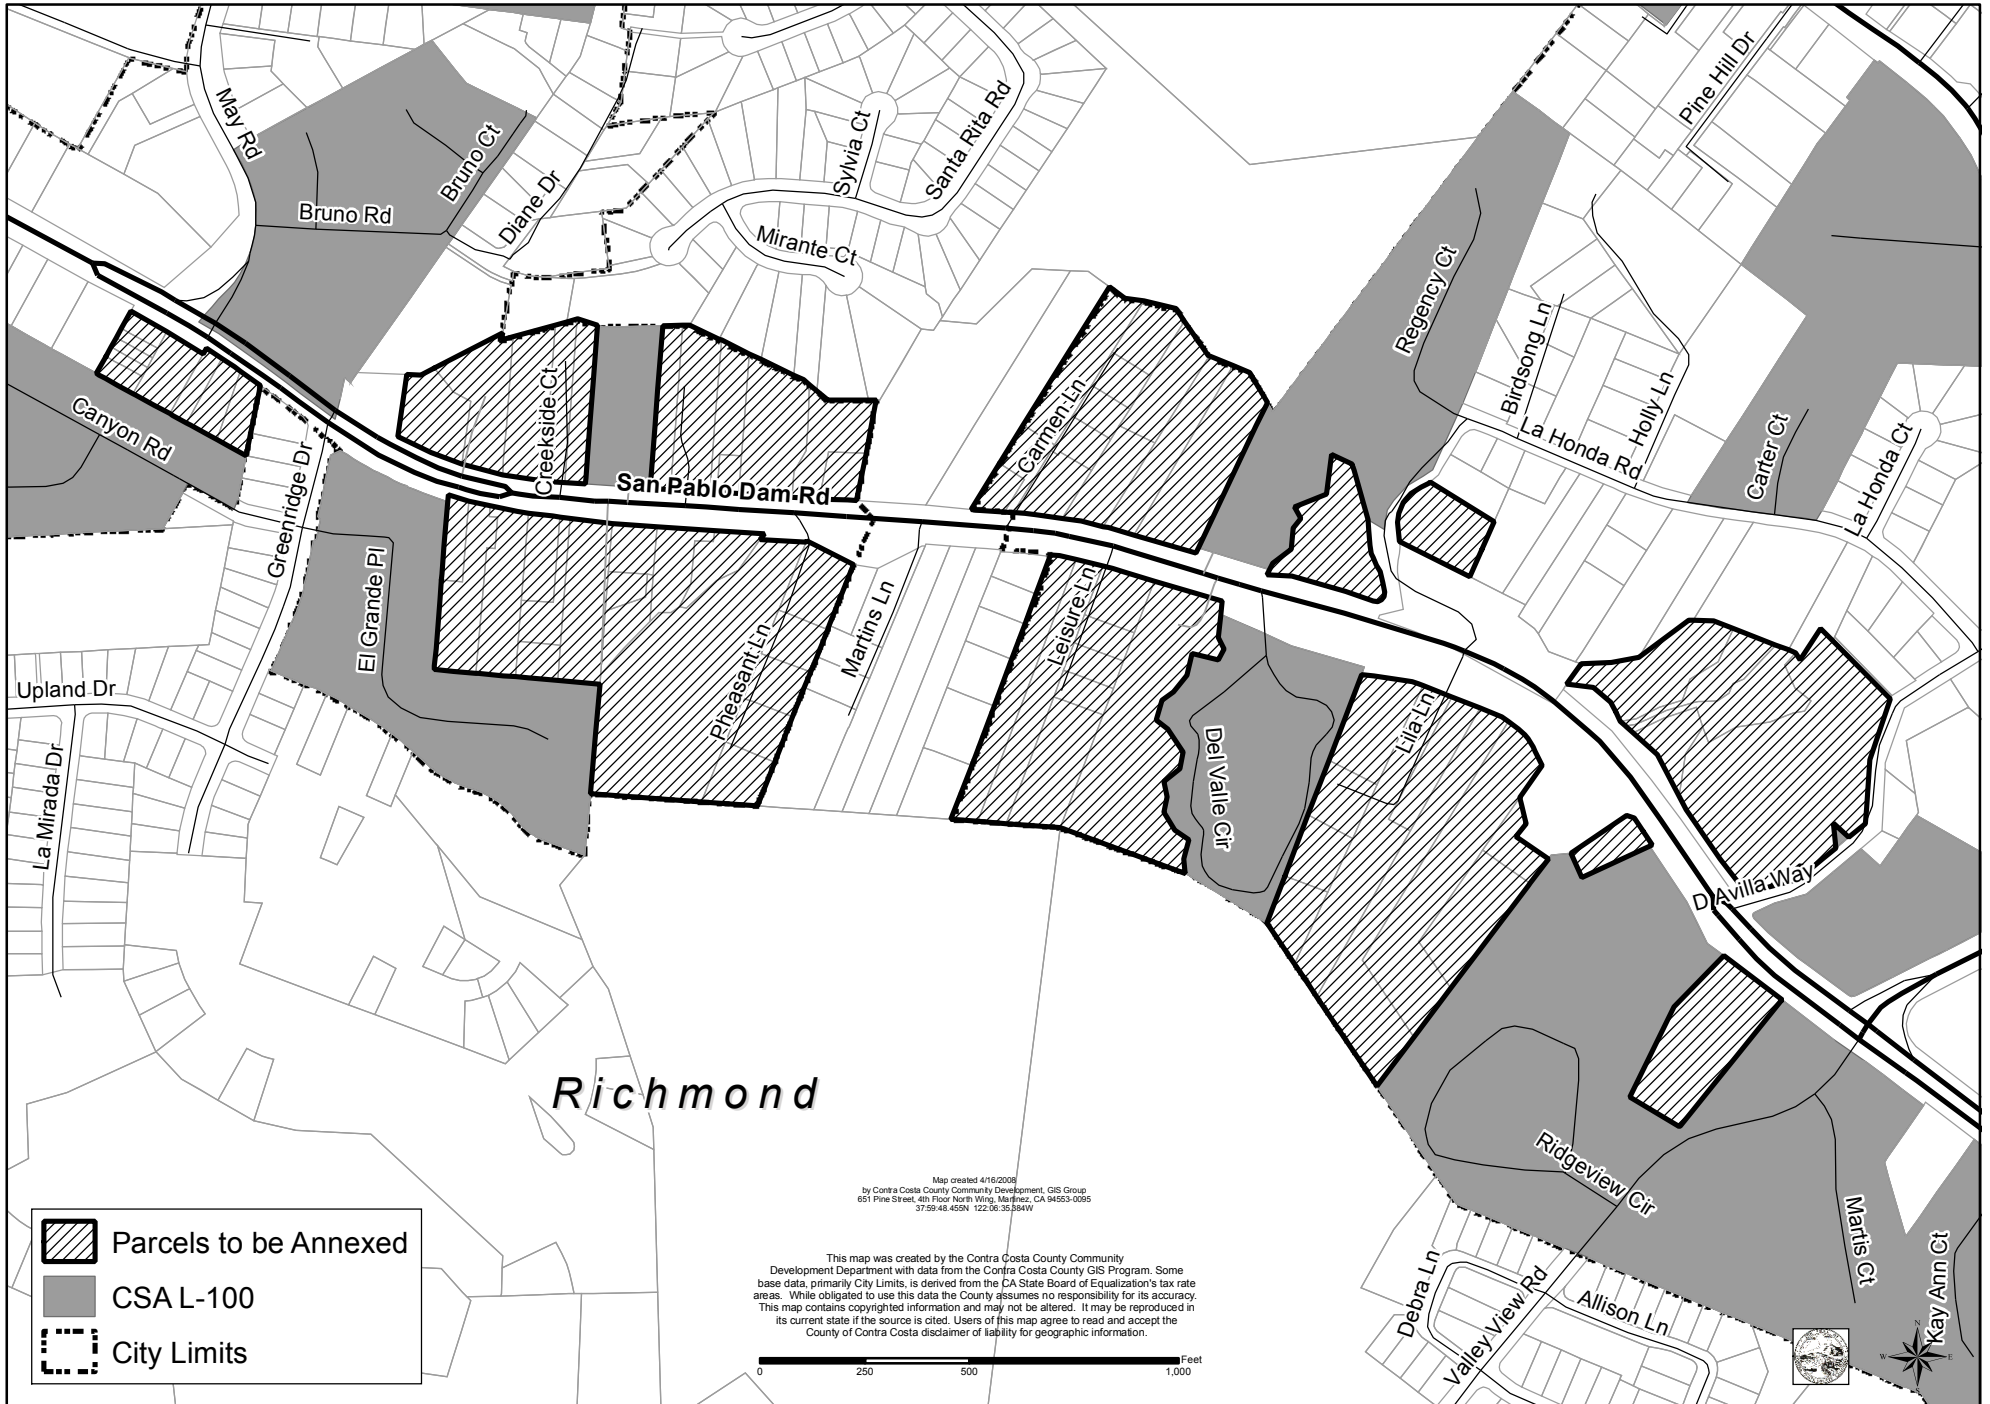 May Rd
Bruno Ct
Bruno Rd
Diane Dr
Sylvia Ct
Santa Rita Rd
Mirante Ct
Pine Hill Dr
Regency Ct
Birdsong Ln
Holly Ln
La Honda Rd
Carter Ct
La Honda Ct
Canyon Rd
Greenridge Dr
Creekside Ct
San Pablo Dam Rd
Carmen Ln
El Grande Pl
Pheasant Ln
Martins Ln
Leisure Ln
Del Valle Cir
Lila Ln
D Avilla Way
Upland Dr
La Mirada Dr
Richmond
Ridgeview Cir
Martis Ct
Kay Ann Ct
Debra Ln
Valley View Rd
Allison Ln
Parcels to be Annexed
CSA L-100
City Limits
Map created 4/16/2008
by Contra Costa County Community Development, GIS Group
651 Pine Street, 4th Floor North Wing, Martinez, CA 94553-0095
37:59:48.455N 122:06:35.384W
This map was created by the Contra Costa County Community
Development Department with data from the Contra Costa County GIS Program. Some
base data, primarily City Limits, is derived from the CA State Board of Equalization's tax rate
areas. While obligated to use this data the County assumes no responsibility for its accuracy.
This map contains copyrighted information and may not be altered. It may be reproduced in
its current state if the source is cited. Users of this map agree to read and accept the
County of Contra Costa disclaimer of liability for geographic information.
Feet
0 250 500 1,000
N
W E